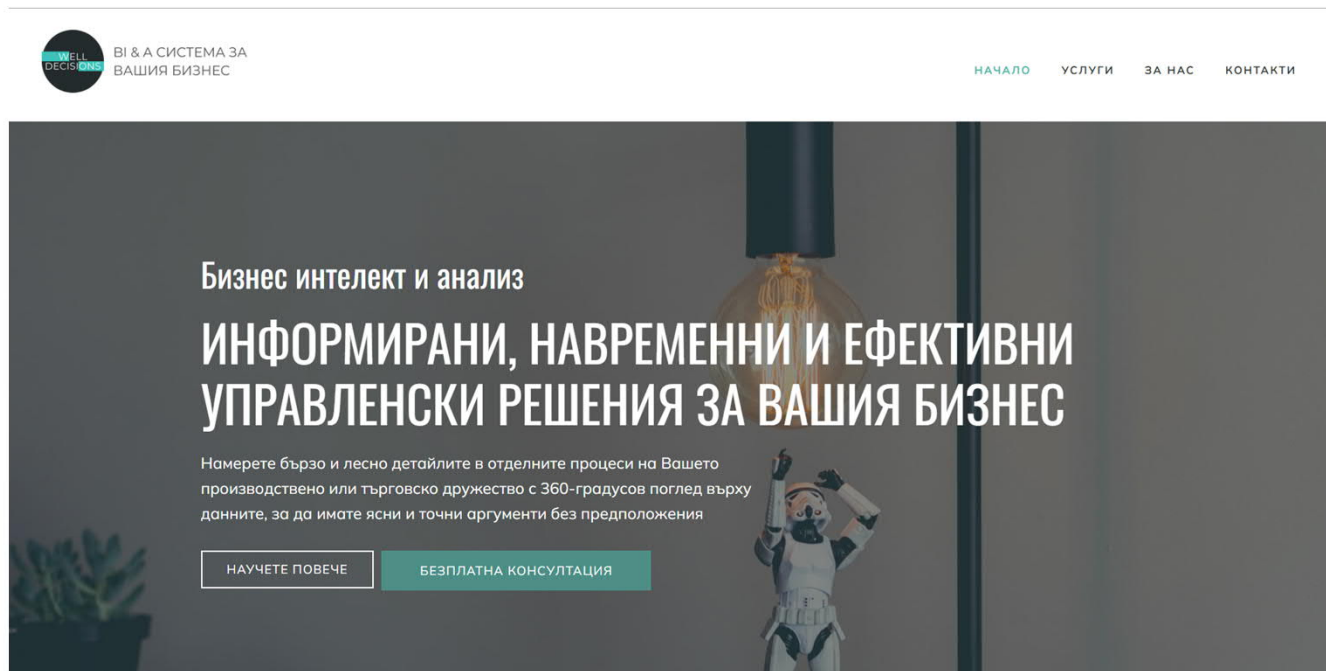 WELL
DECISIONS
BI & A СИСТЕМА ЗА
ВАШИЯ БИЗНЕС
НАЧАЛО УСЛУГИ ЗА НАС КОНТАКТИ
Бизнес интелект и анализ
ИНФОРМИРАНИ, НАВРЕМЕННИ И ЕФЕКТИВНИ
УПРАВЛЕНСКИ РЕШЕНИЯ ЗА ВАШИЯ БИЗНЕС
Намерете бързо и лесно детайлите в отделните процеси на Вашето
производствено или търговско дружество с 360-градусов поглед върху
данните, за да имате ясни и точни аргументи без предположения
НАУЧЕТЕ ПОВЕЧЕ БЕЗПЛАТНА КОНСУЛТАЦИЯ